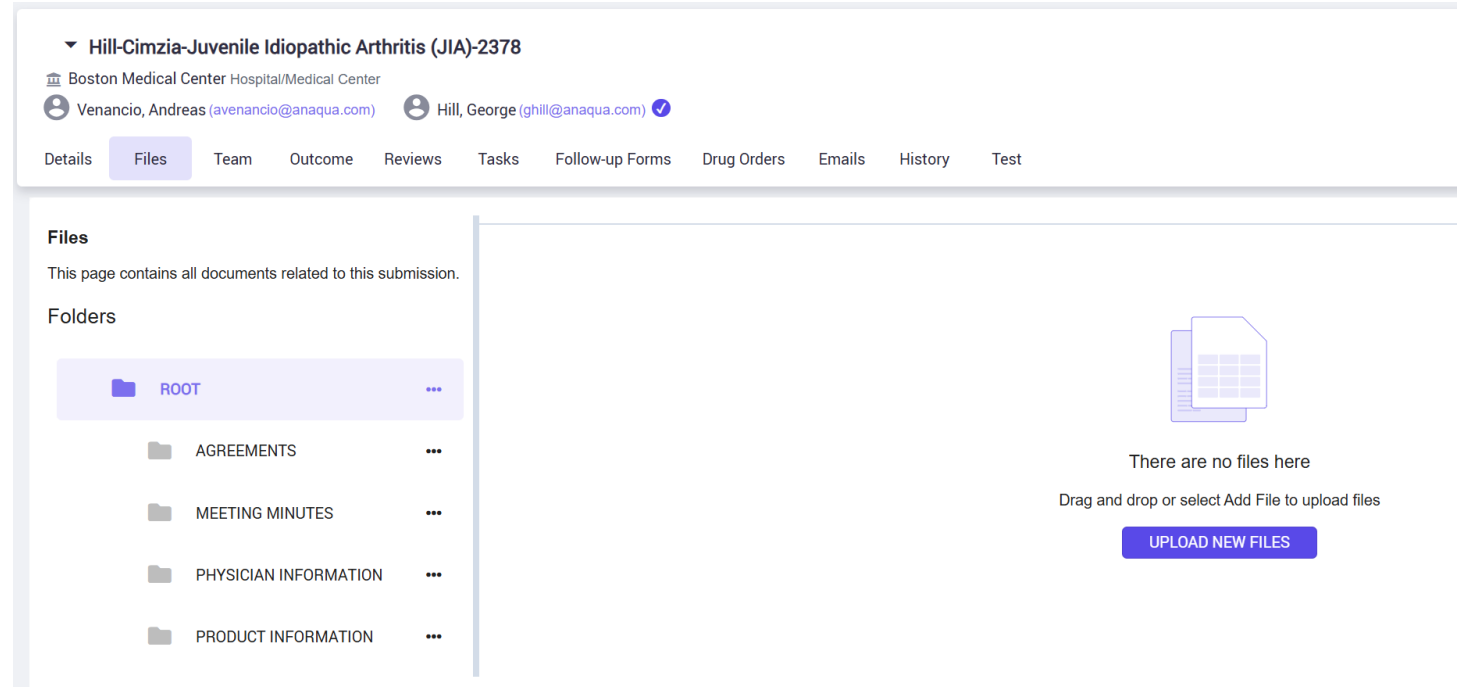 Hill-Cimzia-Juvenile Idiopathic Arthritis (JIA)-2378
Boston Medical Center Hospital/Medical Center
Venancio, Andreas (avenancio@anaqua.com) Hill, George (ghill@anaqua.com)
Details Files Team Outcome Reviews Tasks Follow-up Forms Drug Orders Emails History Test
Files
This page contains all documents related to this submission.
Folders
ROOT
AGREEMENTS
MEETING MINUTES
PHYSICIAN INFORMATION
PRODUCT INFORMATION
There are no files here
Drag and drop or select Add File to upload files
UPLOAD NEW FILES